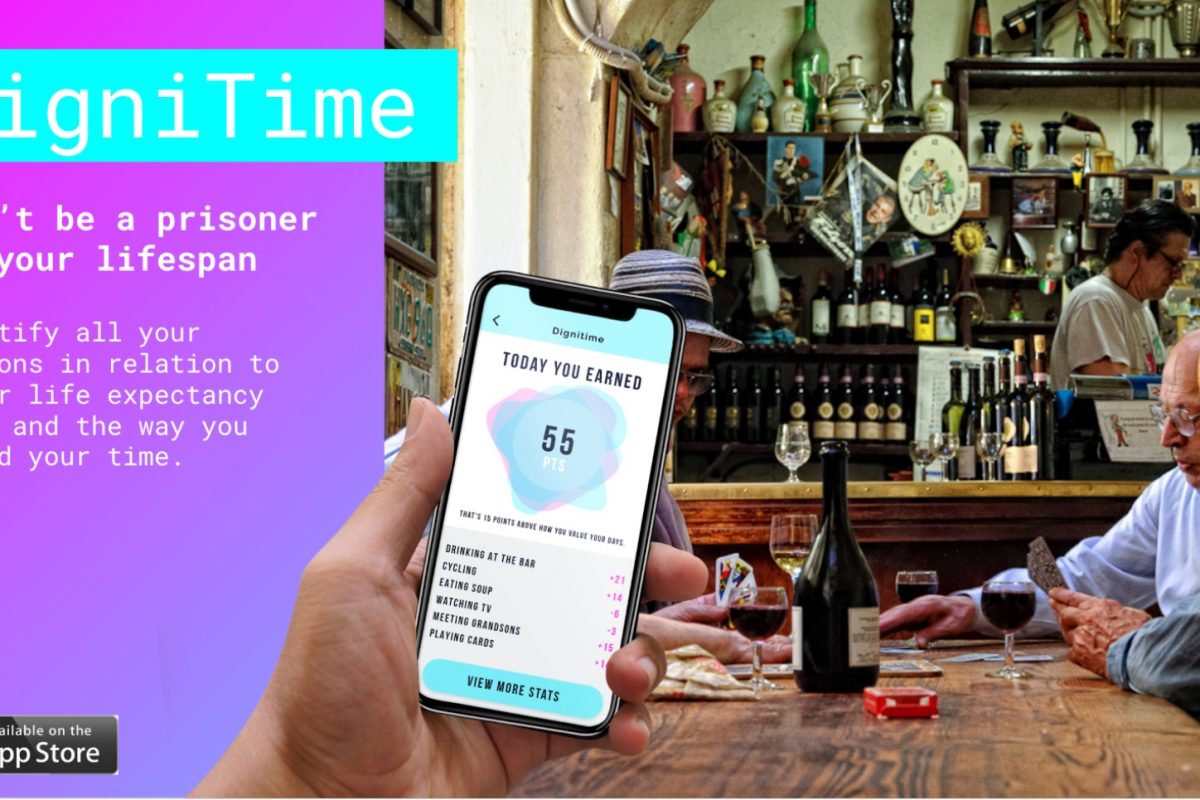 igniTime
't be a prisoner
your lifespan
tify all your
ons in relation to
r life expectancy
and the way you
d your time.
ailable on the
pp Store
Dignitime
TODAY YOU EARNED
55
PTS
THAT'S 15 POINTS ABOVE HOW YOU VALUE YOUR DAYS.
DRINKING AT THE BAR +21
CYCLING +14
EATING SOUP -6
WATCHING TV -3
MEETING GRANDSONS +15
PLAYING CARDS
VIEW MORE STATS